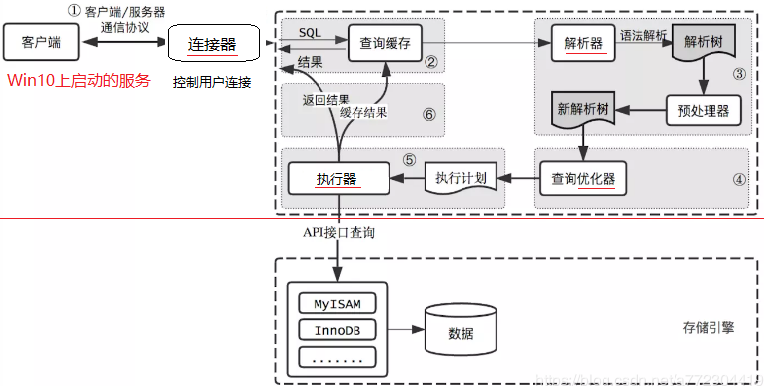 ① 客户端/服务器
通信协议
客户端
连接器
Win10上启动的服务
控制用户连接
SQL
结果
查询缓存
②
解析器
语法解析
解析树
③
预处理器
新解析树
返回结果
缓存结果
⑥
执行器
⑤
执行计划
查询优化器
④
API接口查询
MyISAM
InnoDB
.......
数据
存储引擎